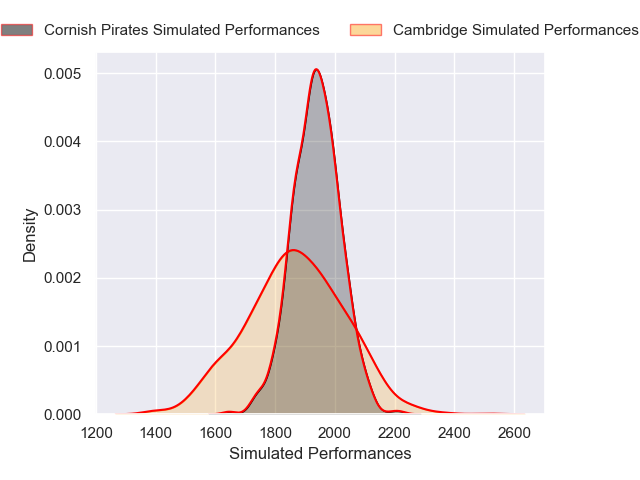 Cornish Pirates Simulated Performances
Cambridge Simulated Performances
0.005
0.004
0.003
0.002
0.001
0.000
Density
1200 1400 1600 1800 2000 2200 2400 2600
Simulated Performances